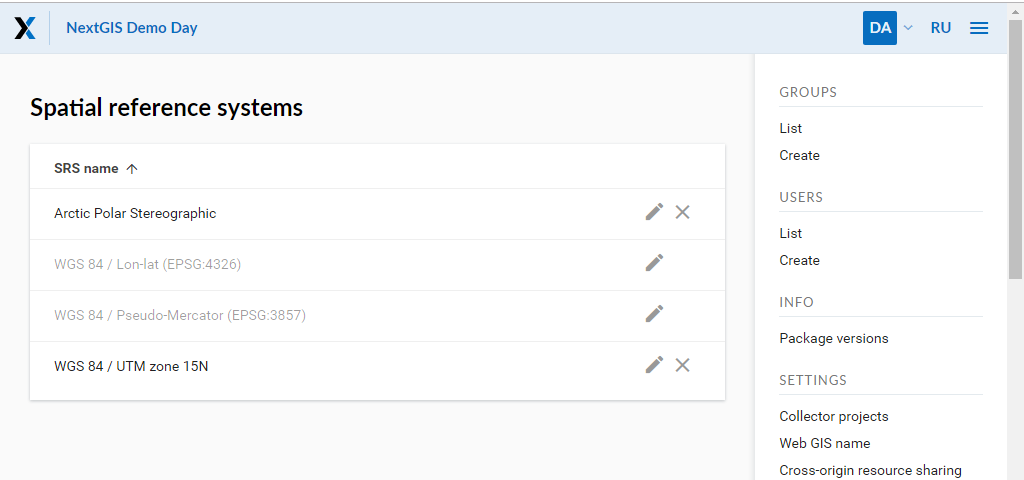 NextGIS Demo Day
DA
RU
Spatial reference systems
SRS name
Arctic Polar Stereographic
WGS 84 / Lon-lat (EPSG:4326)
WGS 84 / Pseudo-Mercator (EPSG:3857)
WGS 84 / UTM zone 15N
GROUPS
List
Create
USERS
List
Create
INFO
Package versions
SETTINGS
Collector projects
Web GIS name
Cross-origin resource sharing